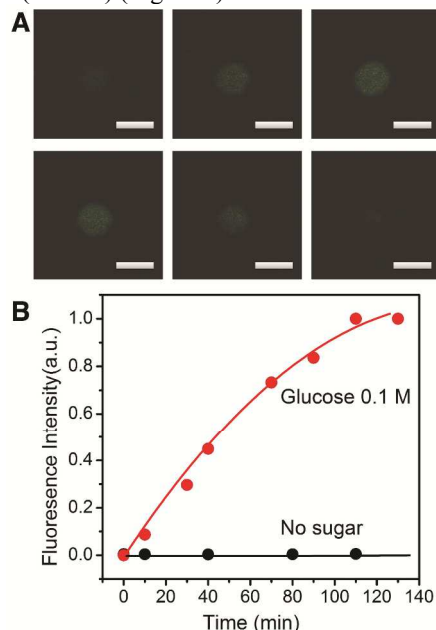 A
B
Fluoresence Intensity(a.u.)
1.0
0.8
0.6
0.4
0.2
0.0
Glucose 0.1 M
No sugar
0 20 40 60 80 100 120 140
Time (min)